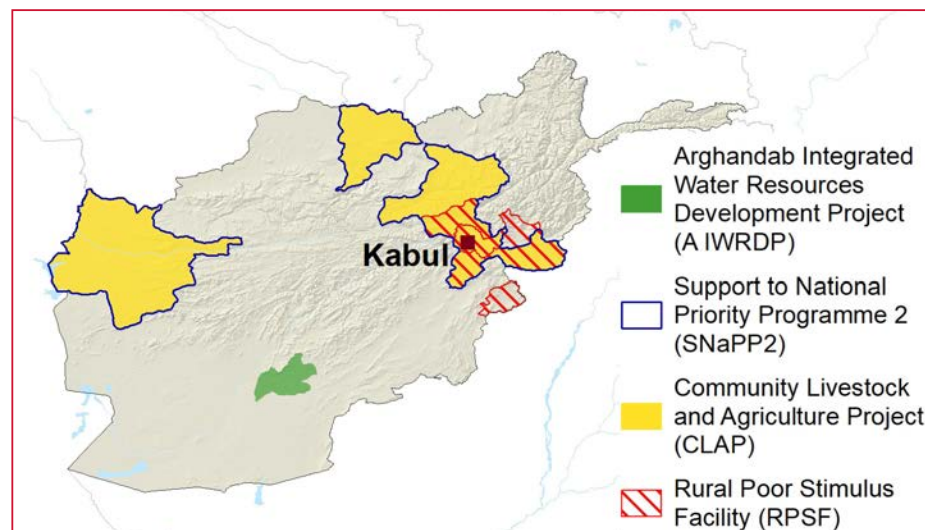 Kabul
Arghandab Integrated
Water Resources
Development Project
(A IWRDP)
Support to National
Priority Programme 2
(SNaPP2)
Community Livestock
and Agriculture Project
(CLAP)
Rural Poor Stimulus
Facility (RPSF)